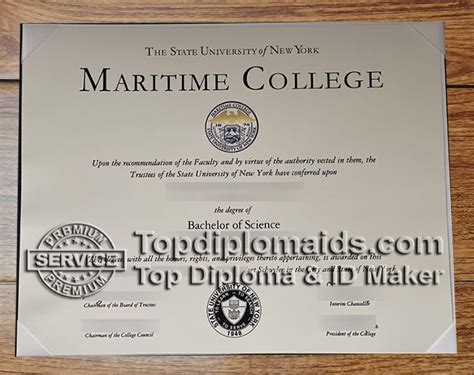 THE STATE UNIVERSITY of NEW YORK
MARITIME COLLEGE
MARITIME COLLEGE
Upon the recommendation of the Faculty and by virtue of the authority vested in them, the
Trustees of the State University of New York have conferred upon
the degree of
Bachelor of Science
PREMIUM
SERVICE
PREMIUM
Topdiplomaids.com
Top Diploma & ID Maker
with all the honors, rights, and privileges thereto appertaining, is awarded on this
Schuyler in the City and State of New York
Chairman of the Board of Trustees
Interim Chancellor
STATE UNIVERSITY OF NEW YORK
1948
Chairman of the College Council
President of the College